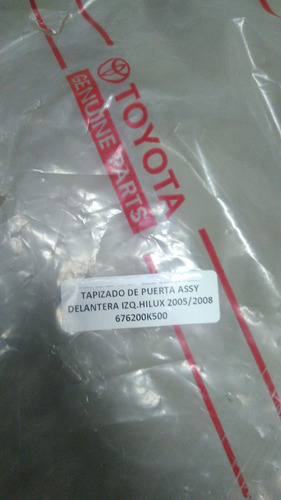 TOYOTA
GENUINE PARTS
TAPIZADO DE PUERTA ASSY
DELANTERA IZQ.HILUX 2005/2008
676200K500